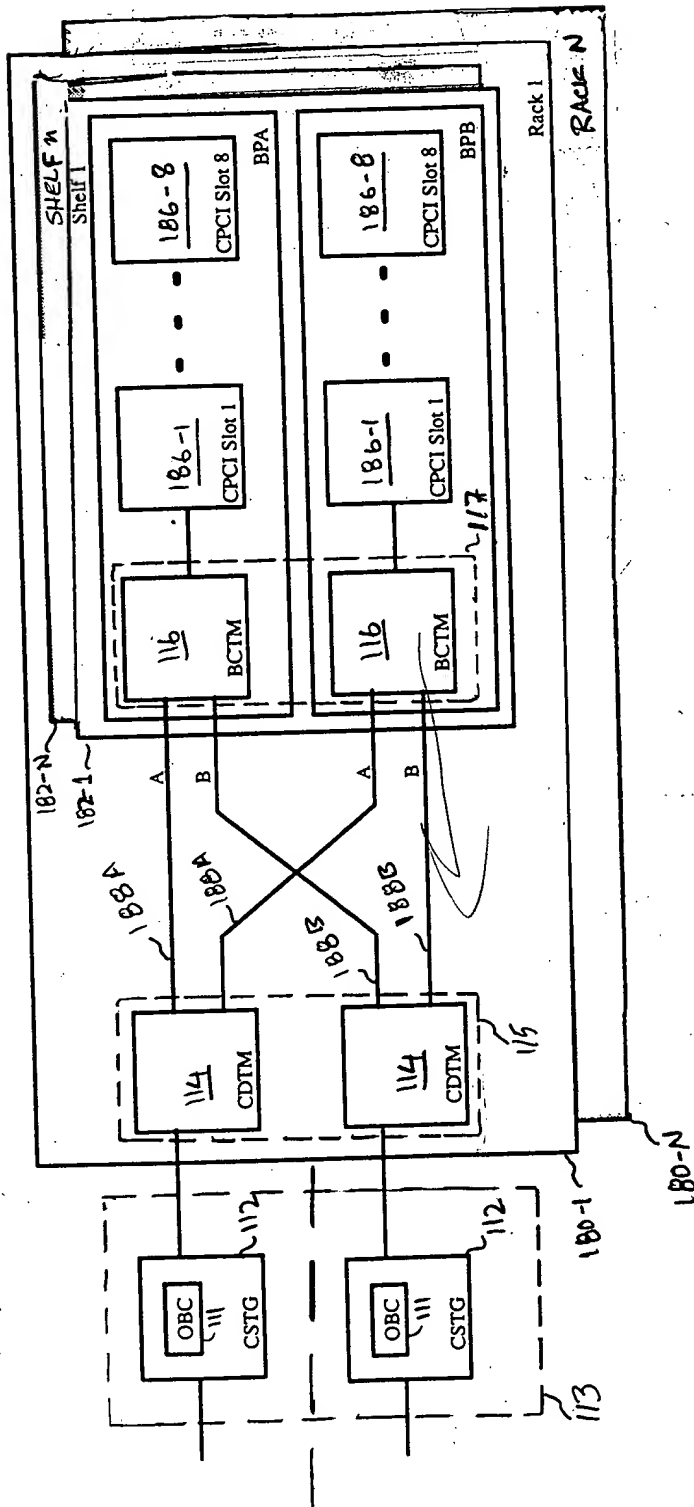 SHELF n
Shelf 1
182-N
182-1
186-8
CPCI Slot 8
186-1
CPCI Slot 1
BPA
116
BCTM
186-8
CPCI Slot 8
186-1
CPCI Slot 1
BPB
116
BCTM
117
Rack 1
RACK N
A
B
A
B
188A
188A
188B
188B
114
CDTM
114
CDTM
115
180-1
180-N
112
OBC
111
CSTG
112
OBC
111
CSTG
113